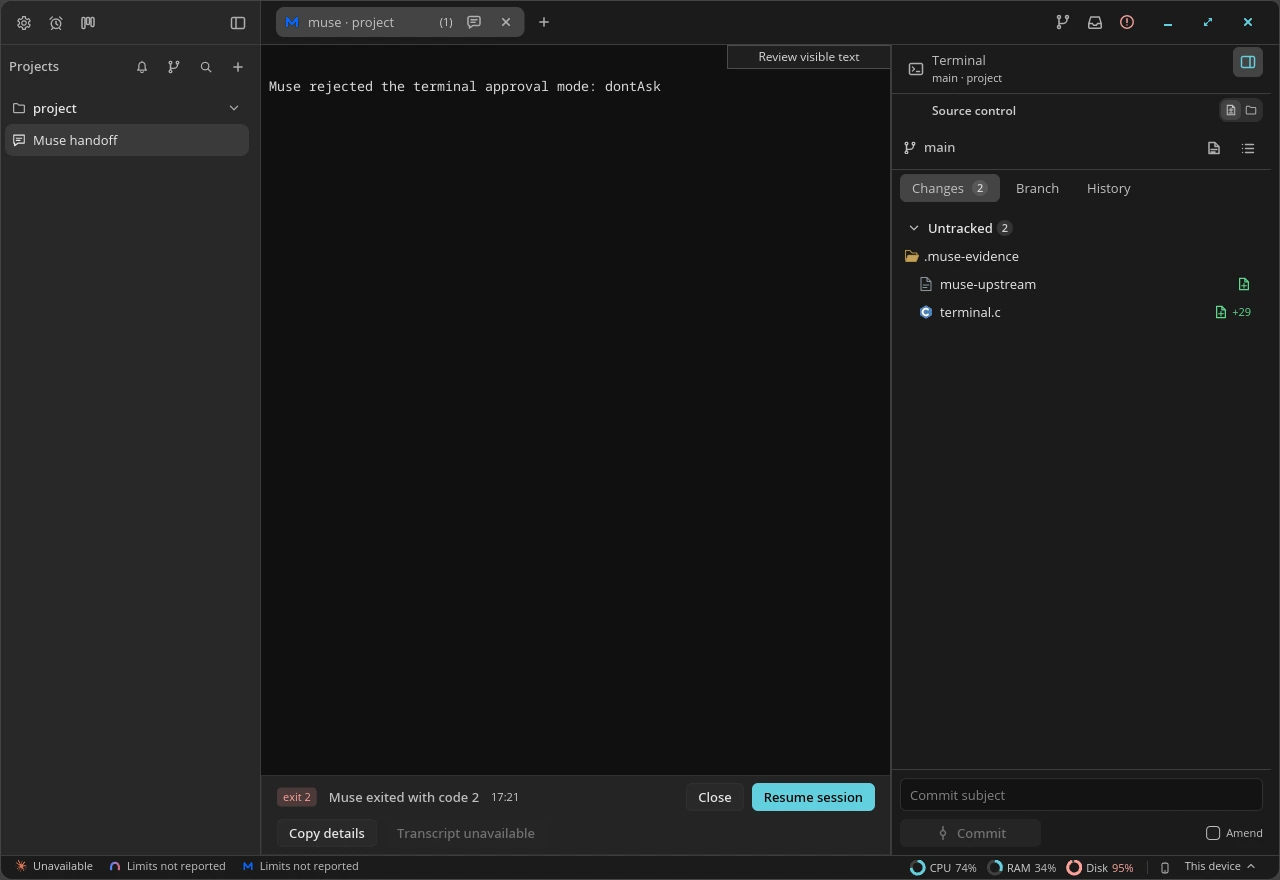 muse · project (1)
Projects
project
Muse handoff
Review visible text
Muse rejected the terminal approval mode: dontAsk
Terminal
main · project
Source control
main
Changes 2 Branch History
Untracked 2
.muse-evidence
muse-upstream
terminal.c +29
exit 2 Muse exited with code 2 17:21 Close Resume session
Copy details Transcript unavailable
Commit subject
Commit Amend
Unavailable Limits not reported Limits not reported CPU 74% RAM 34% Disk 95% This device